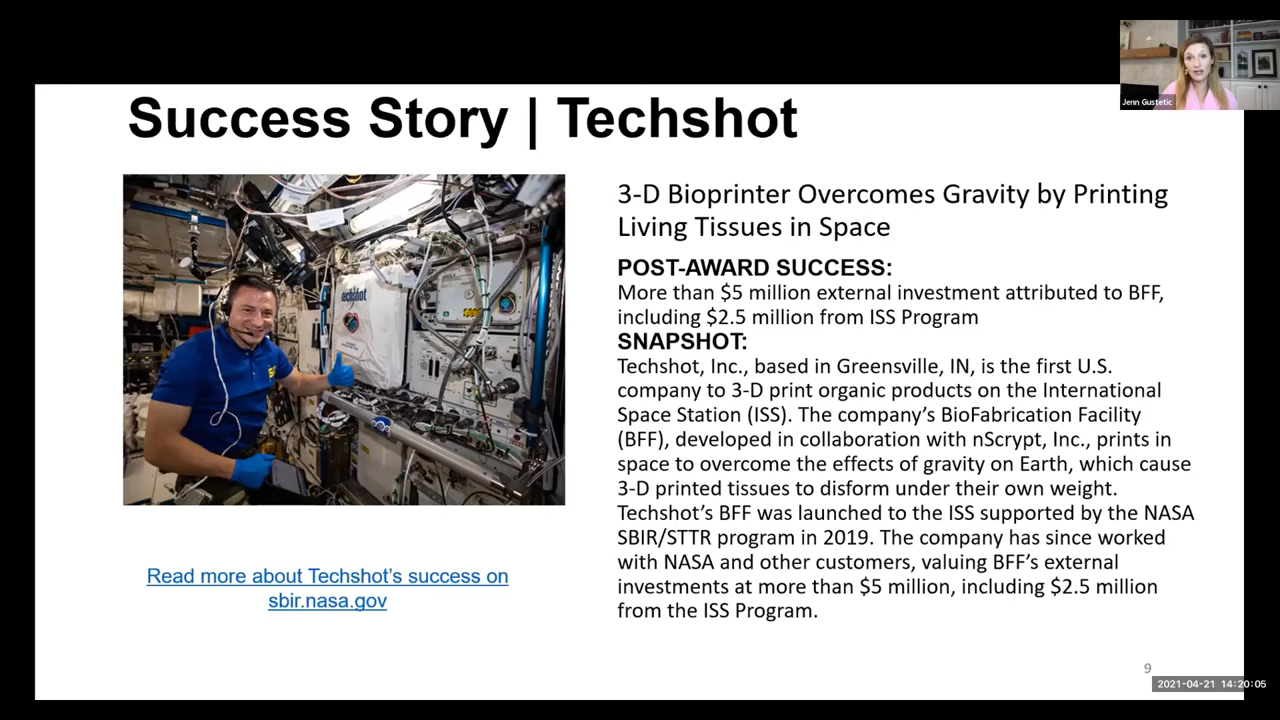 Jenn Gustetic
Success Story | Techshot
techshot
3-D Bioprinter Overcomes Gravity by Printing
Living Tissues in Space
POST-AWARD SUCCESS:
More than $5 million external investment attributed to BFF,
including $2.5 million from ISS Program
SNAPSHOT:
Techshot, Inc., based in Greensville, IN, is the first U.S.
company to 3-D print organic products on the International
Space Station (ISS). The company’s BioFabrication Facility
(BFF), developed in collaboration with nScrypt, Inc., prints in
space to overcome the effects of gravity on Earth, which cause
3-D printed tissues to disform under their own weight.
Techshot’s BFF was launched to the ISS supported by the NASA
SBIR/STTR program in 2019. The company has since worked
with NASA and other customers, valuing BFF’s external
investments at more than $5 million, including $2.5 million
from the ISS Program.
Read more about Techshot’s success on
sbir.nasa.gov
9
2021-04-21 14:20:05